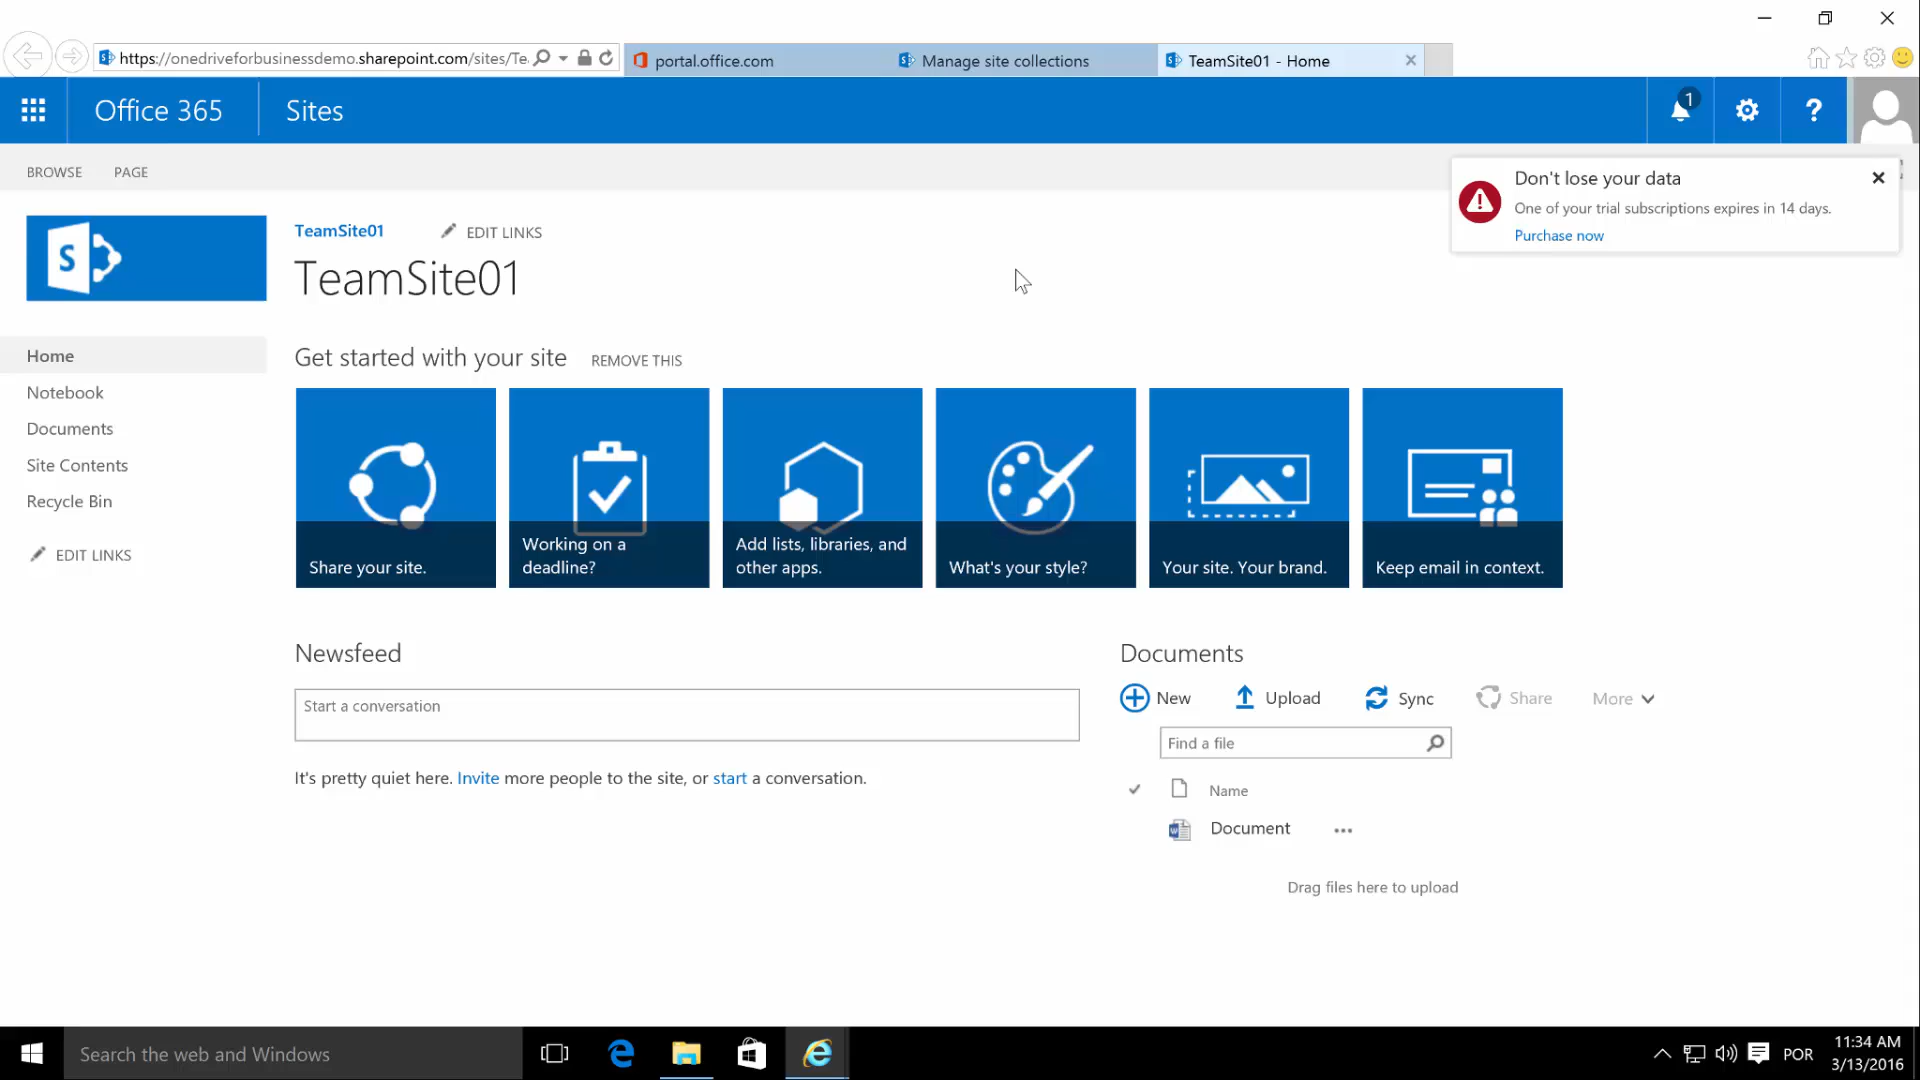 https://onedriveforbusinessdemo.sharepoint.com/sites/Te
portal.office.com
Manage site collections
TeamSite01 - Home
Office 365
Sites
1
?
BROWSE
PAGE
Don't lose your data
One of your trial subscriptions expires in 14 days.
Purchase now
S
TeamSite01
EDIT LINKS
TeamSite01
Home
Notebook
Documents
Site Contents
Recycle Bin
EDIT LINKS
Get started with your site
REMOVE THIS
Share your site.
Working on a
deadline?
Add lists, libraries, and
other apps.
What's your style?
Your site. Your brand.
Keep email in context.
Newsfeed
Start a conversation
It's pretty quiet here. Invite more people to the site, or start a conversation.
Documents
New
Upload
Sync
Share
More
Find a file
Name
Document
Drag files here to upload
Search the web and Windows
POR
11:34 AM
3/13/2016